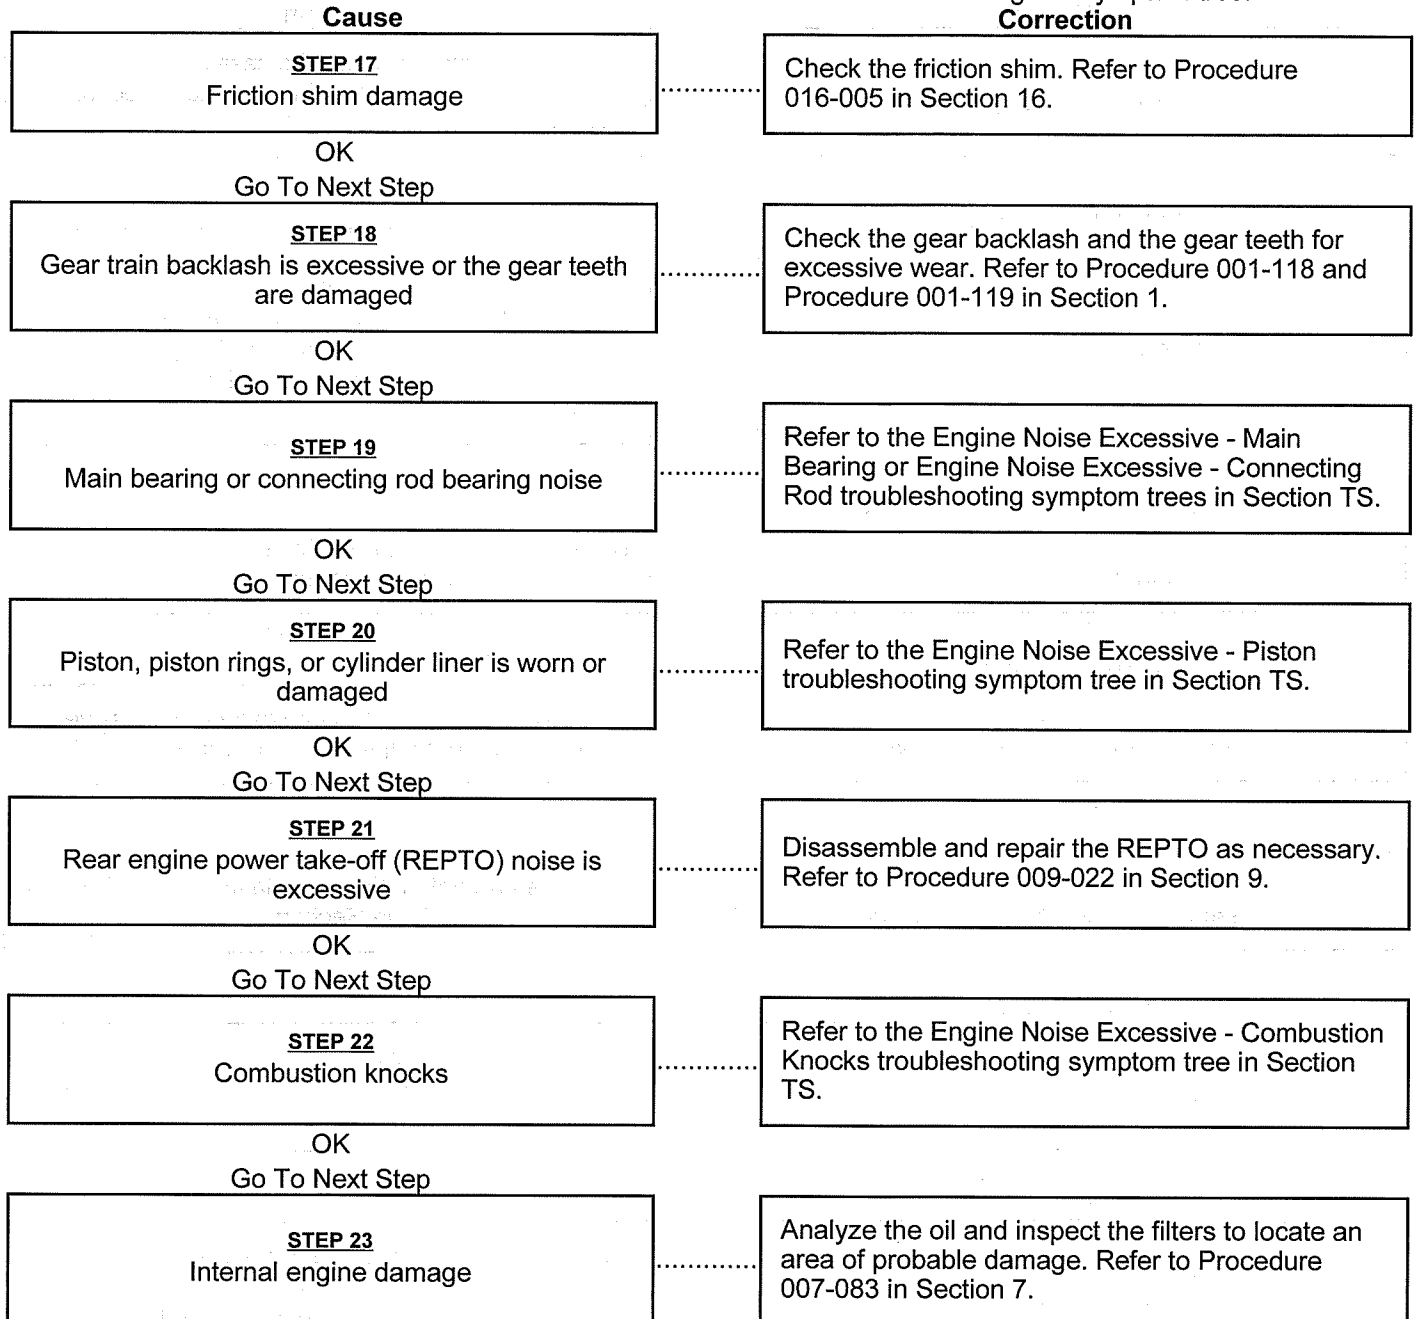 Cause
Correction
STEP 17
Friction shim damage
Check the friction shim. Refer to Procedure
016-005 in Section 16.
OK
Go To Next Step
STEP 18
Gear train backlash is excessive or the gear teeth
are damaged
Check the gear backlash and the gear teeth for
excessive wear. Refer to Procedure 001-118 and
Procedure 001-119 in Section 1.
OK
Go To Next Step
STEP 19
Main bearing or connecting rod bearing noise
Refer to the Engine Noise Excessive - Main
Bearing or Engine Noise Excessive - Connecting
Rod troubleshooting symptom trees in Section TS.
OK
Go To Next Step
STEP 20
Piston, piston rings, or cylinder liner is worn or
damaged
Refer to the Engine Noise Excessive - Piston
troubleshooting symptom tree in Section TS.
OK
Go To Next Step
STEP 21
Rear engine power take-off (REPTO) noise is
excessive
Disassemble and repair the REPTO as necessary.
Refer to Procedure 009-022 in Section 9.
OK
Go To Next Step
STEP 22
Combustion knocks
Refer to the Engine Noise Excessive - Combustion
Knocks troubleshooting symptom tree in Section
TS.
OK
Go To Next Step
STEP 23
Internal engine damage
Analyze the oil and inspect the filters to locate an
area of probable damage. Refer to Procedure
007-083 in Section 7.